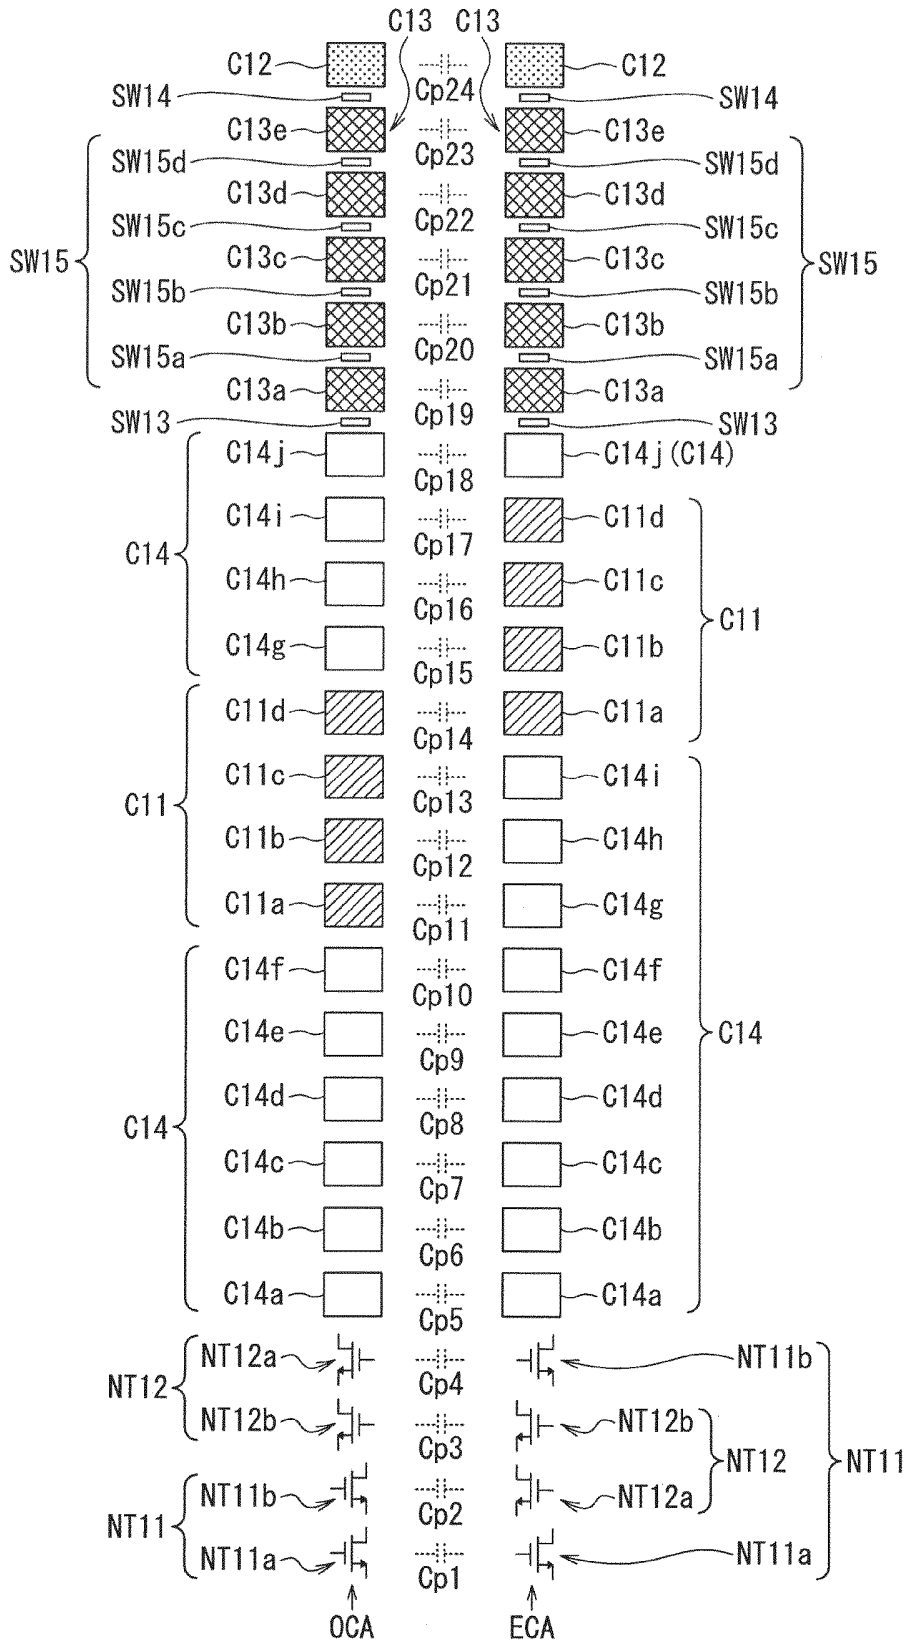 C13 C13
C12 Cp24 C12
SW14 SW14
C13e Cp23 C13e
SW15d SW15d
C13d Cp22 C13d
SW15c SW15c
SW15 C13c Cp21 C13c SW15
SW15b SW15b
C13b Cp20 C13b
SW15a SW15a
C13a Cp19 C13a
SW13 SW13
C14j Cp18 C14j(C14)
C14i Cp17 C11d
C14
C14h Cp16 C11c
C11
C14g Cp15 C11b
C11d Cp14 C11a
C11c Cp13 C14i
C11
C11b Cp12 C14h
C11a Cp11 C14g
C14f Cp10 C14f
C14e Cp9 C14e C14
C14d Cp8 C14d
C14
C14c Cp7 C14c
C14b Cp6 C14b
C14a Cp5 C14a
NT12a Cp4 NT11b
NT12
NT12b Cp3 NT12b
NT12 NT11
NT11b Cp2 NT12a
NT11
NT11a Cp1 NT11a
OCA ECA